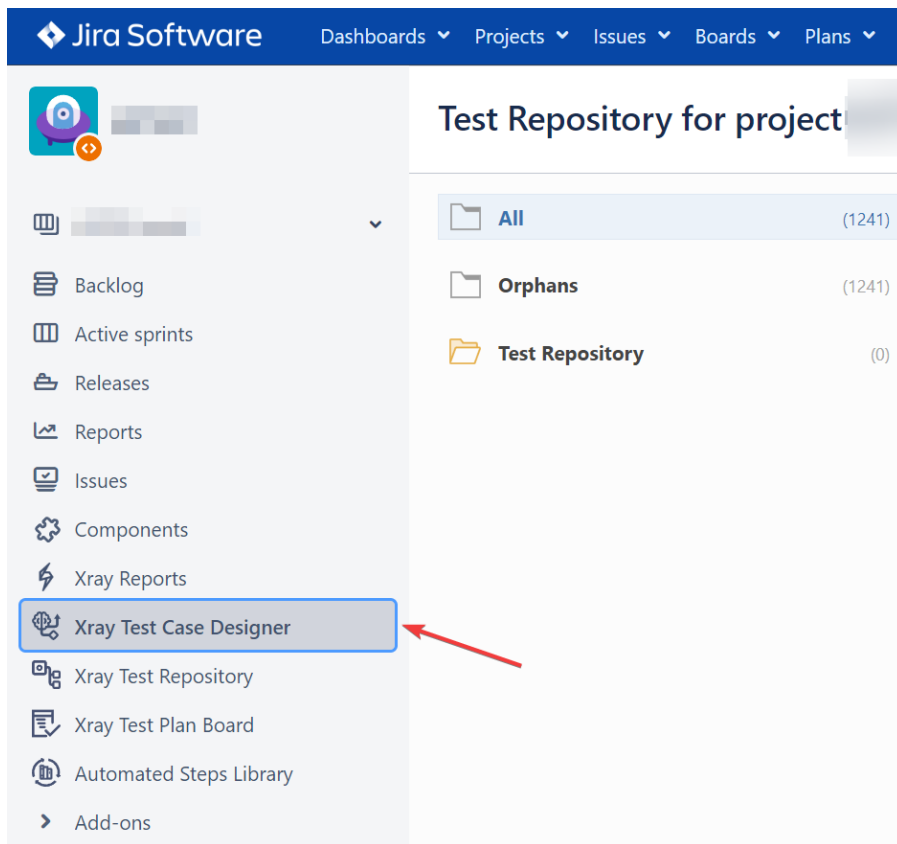 Jira Software Dashboards Projects Issues Boards Plans
Test Repository for project
All (1241)
Orphans (1241)
Test Repository (0)
Backlog
Active sprints
Releases
Reports
Issues
Components
Xray Reports
Xray Test Case Designer
Xray Test Repository
Xray Test Plan Board
Automated Steps Library
Add-ons